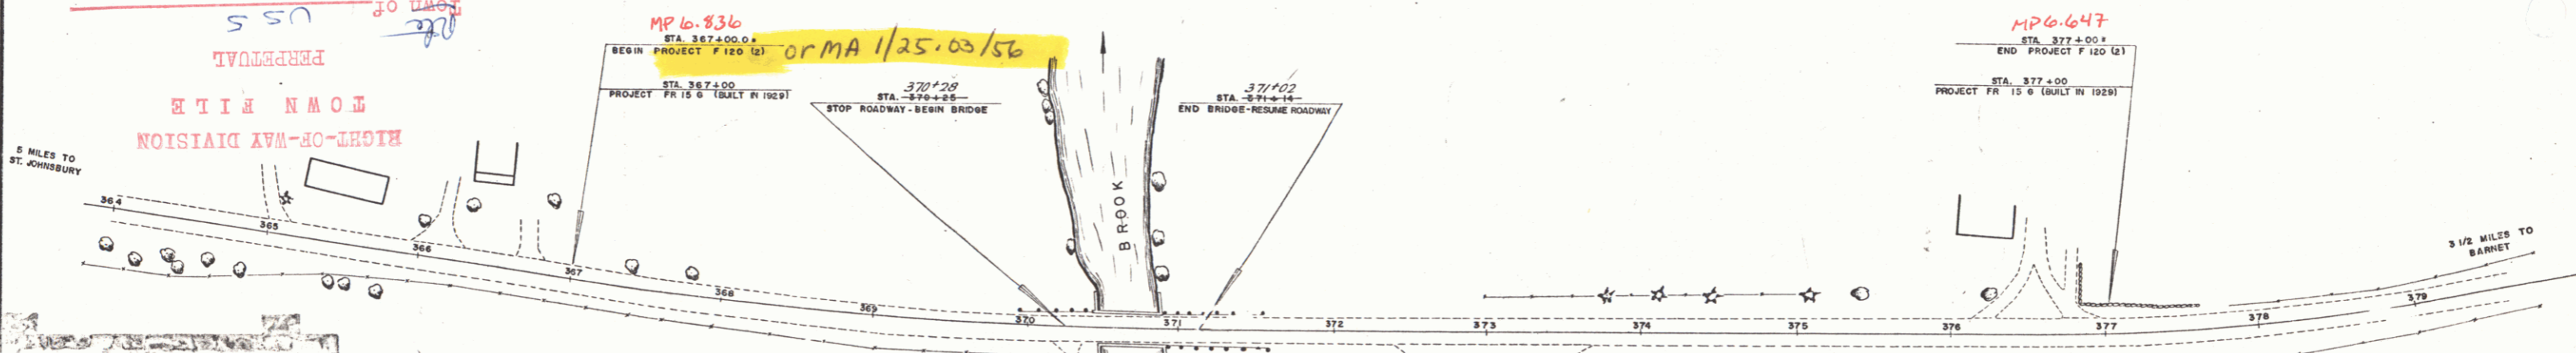 Town of
Rte US 5
PERPETUAL
TOWN FILE
RIGHT-OF-WAY DIVISION
5 MILES TO
ST. JOHNSBURY
MP 6.836
STA. 367+00.0*
BEGIN PROJECT F 120 (2)
or MA 1/25.03/56
STA. 367+00
PROJECT FR 15 G (BUILT IN 1929)
370+28
STA. 370+26
STOP ROADWAY - BEGIN BRIDGE
BROOK
371+02
STA. 371+14
END BRIDGE - RESUME ROADWAY
MP 6.647
STA. 377+00*
END PROJECT F 120 (2)
STA. 377+00
PROJECT FR 15 G (BUILT IN 1929)
3 1/2 MILES TO
BARNET
364
365
366
367
368
369
370
371
372
373
374
375
376
377
378
379